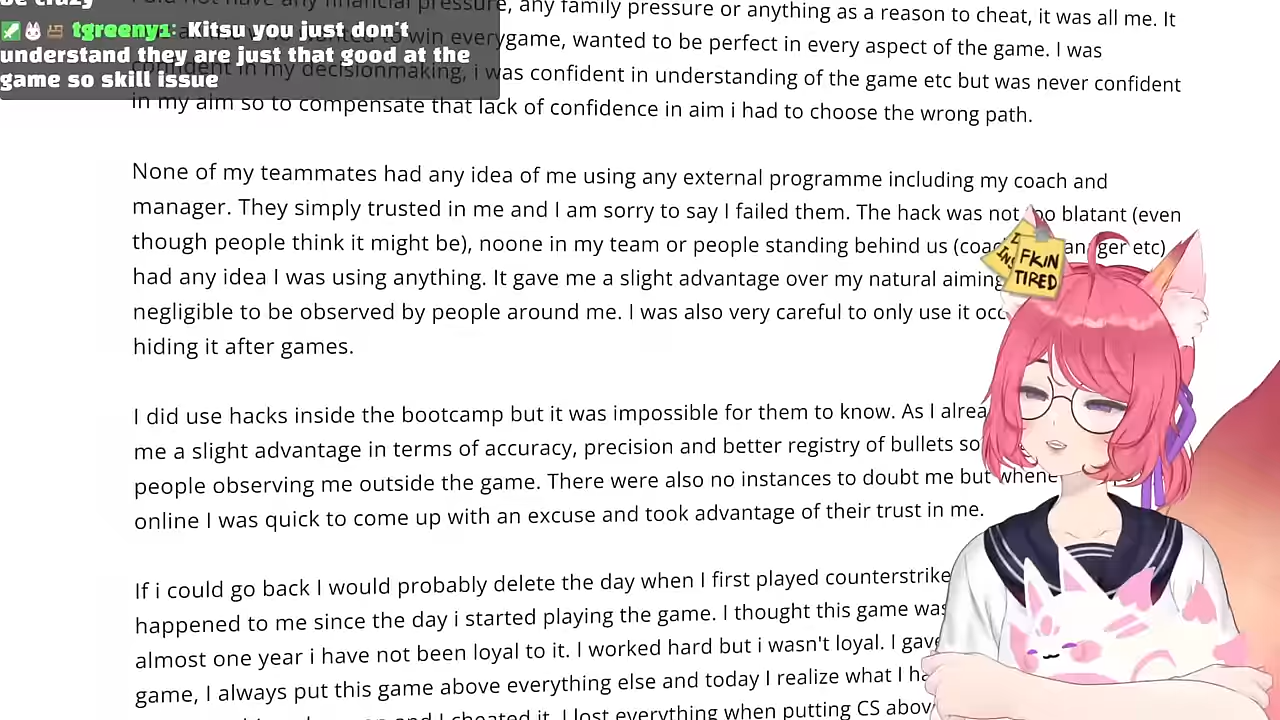 be crazy
tgreeny1: Kitsu you just don't
understand they are just that good at the
game so skill issue
I did not have any financial pressure, any family pressure or anything as a reason to cheat, it was all me. It
win everygame, wanted to be perfect in every aspect of the game. I was
confident in my decisionmaking, i was confident in understanding of the game etc but was never confident
in my aim so to compensate that lack of confidence in aim i had to choose the wrong path.
None of my teammates had any idea of me using any external programme including my coach and
manager. They simply trusted in me and I am sorry to say I failed them. The hack was not too blatant (even
though people think it might be), noone in my team or people standing behind us (coach, manager etc)
had any idea I was using anything. It gave me a slight advantage over my natural aiming
negligible to be observed by people around me. I was also very careful to only use it
hiding it after games.
I did use hacks inside the bootcamp but it was impossible for them to know. As I
me a slight advantage in terms of accuracy, precision and better registry of bullets so
people observing me outside the game. There were also no instances to doubt me but
online I was quick to come up with an excuse and took advantage of their trust in me.
If i could go back I would probably delete the day when I first played counterstrike
happened to me since the day i started playing the game. I thought this game was
almost one year i have not been loyal to it. I worked hard but i wasn't loyal. I gave
game, I always put this game above everything else and today I realize what I
and I cheated it. I lost everything when putting CS above
FKIN
TIRED